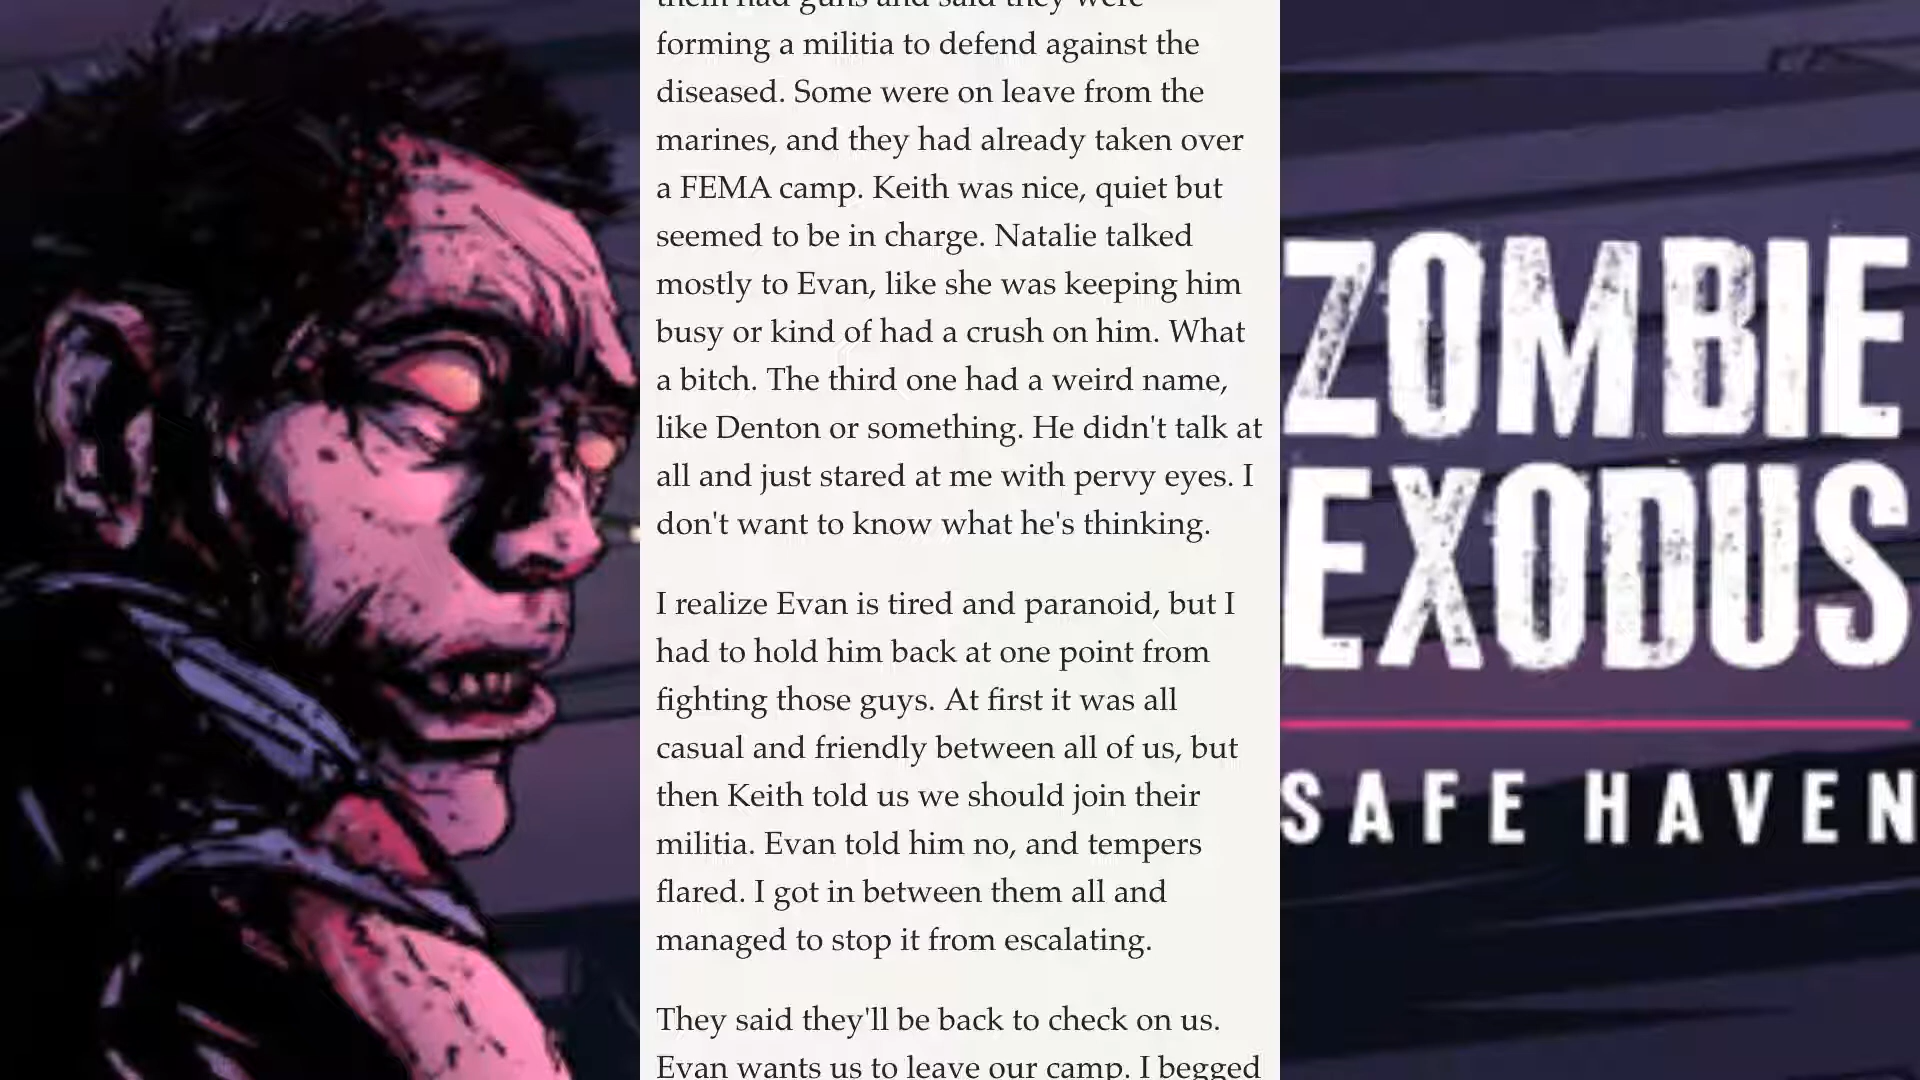 them had guns and said they were
forming a militia to defend against the
diseased. Some were on leave from the
marines, and they had already taken over
a FEMA camp. Keith was nice, quiet but
seemed to be in charge. Natalie talked
mostly to Evan, like she was keeping him
busy or kind of had a crush on him. What
a bitch. The third one had a weird name,
like Denton or something. He didn't talk at
all and just stared at me with pervy eyes. I
don't want to know what he's thinking.
I realize Evan is tired and paranoid, but I
had to hold him back at one point from
fighting those guys. At first it was all
casual and friendly between all of us, but
then Keith told us we should join their
militia. Evan told him no, and tempers
flared. I got in between them all and
managed to stop it from escalating.
They said they'll be back to check on us.
Evan wants us to leave our camp. I begged
ZOMBIE
EXODUS
SAFE HAVEN